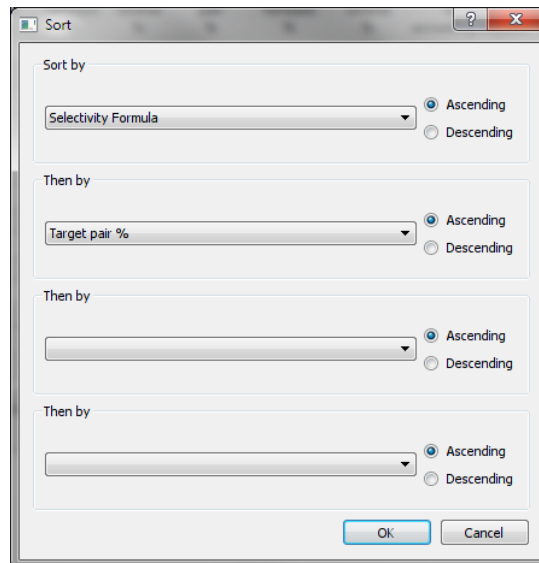 Sort
?
Sort by
Selectivity Formula
Ascending
Descending
Then by
Target pair %
Ascending
Descending
Then by
Ascending
Descending
Then by
Ascending
Descending
OK
Cancel